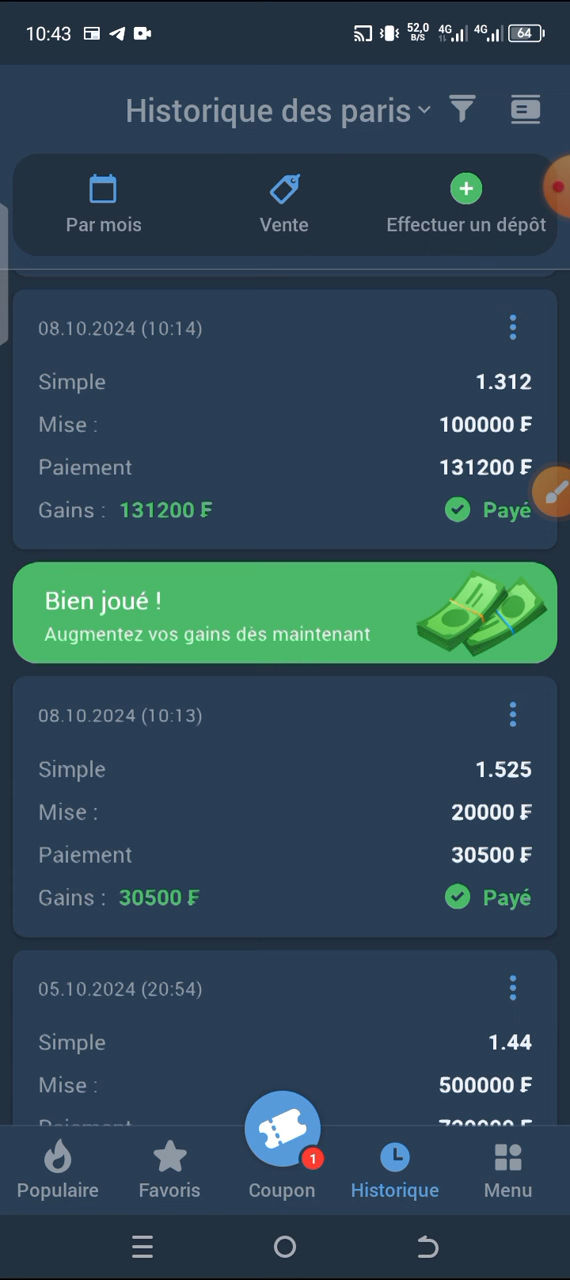 10:43 52,0 B/S 4G 4G 64
Historique des paris
Par mois Vente Effectuer un dépôt
08.10.2024 (10:14)
Simple 1.312
Mise : 100000 ₣
Paiement 131200 ₣
Gains : 131200 ₣ Payé
Bien joué !
Augmentez vos gains dès maintenant
08.10.2024 (10:13)
Simple 1.525
Mise : 20000 ₣
Paiement 30500 ₣
Gains : 30500 ₣ Payé
05.10.2024 (20:54)
Simple 1.44
Mise : 500000 ₣
1
Populaire Favoris Coupon Historique Menu